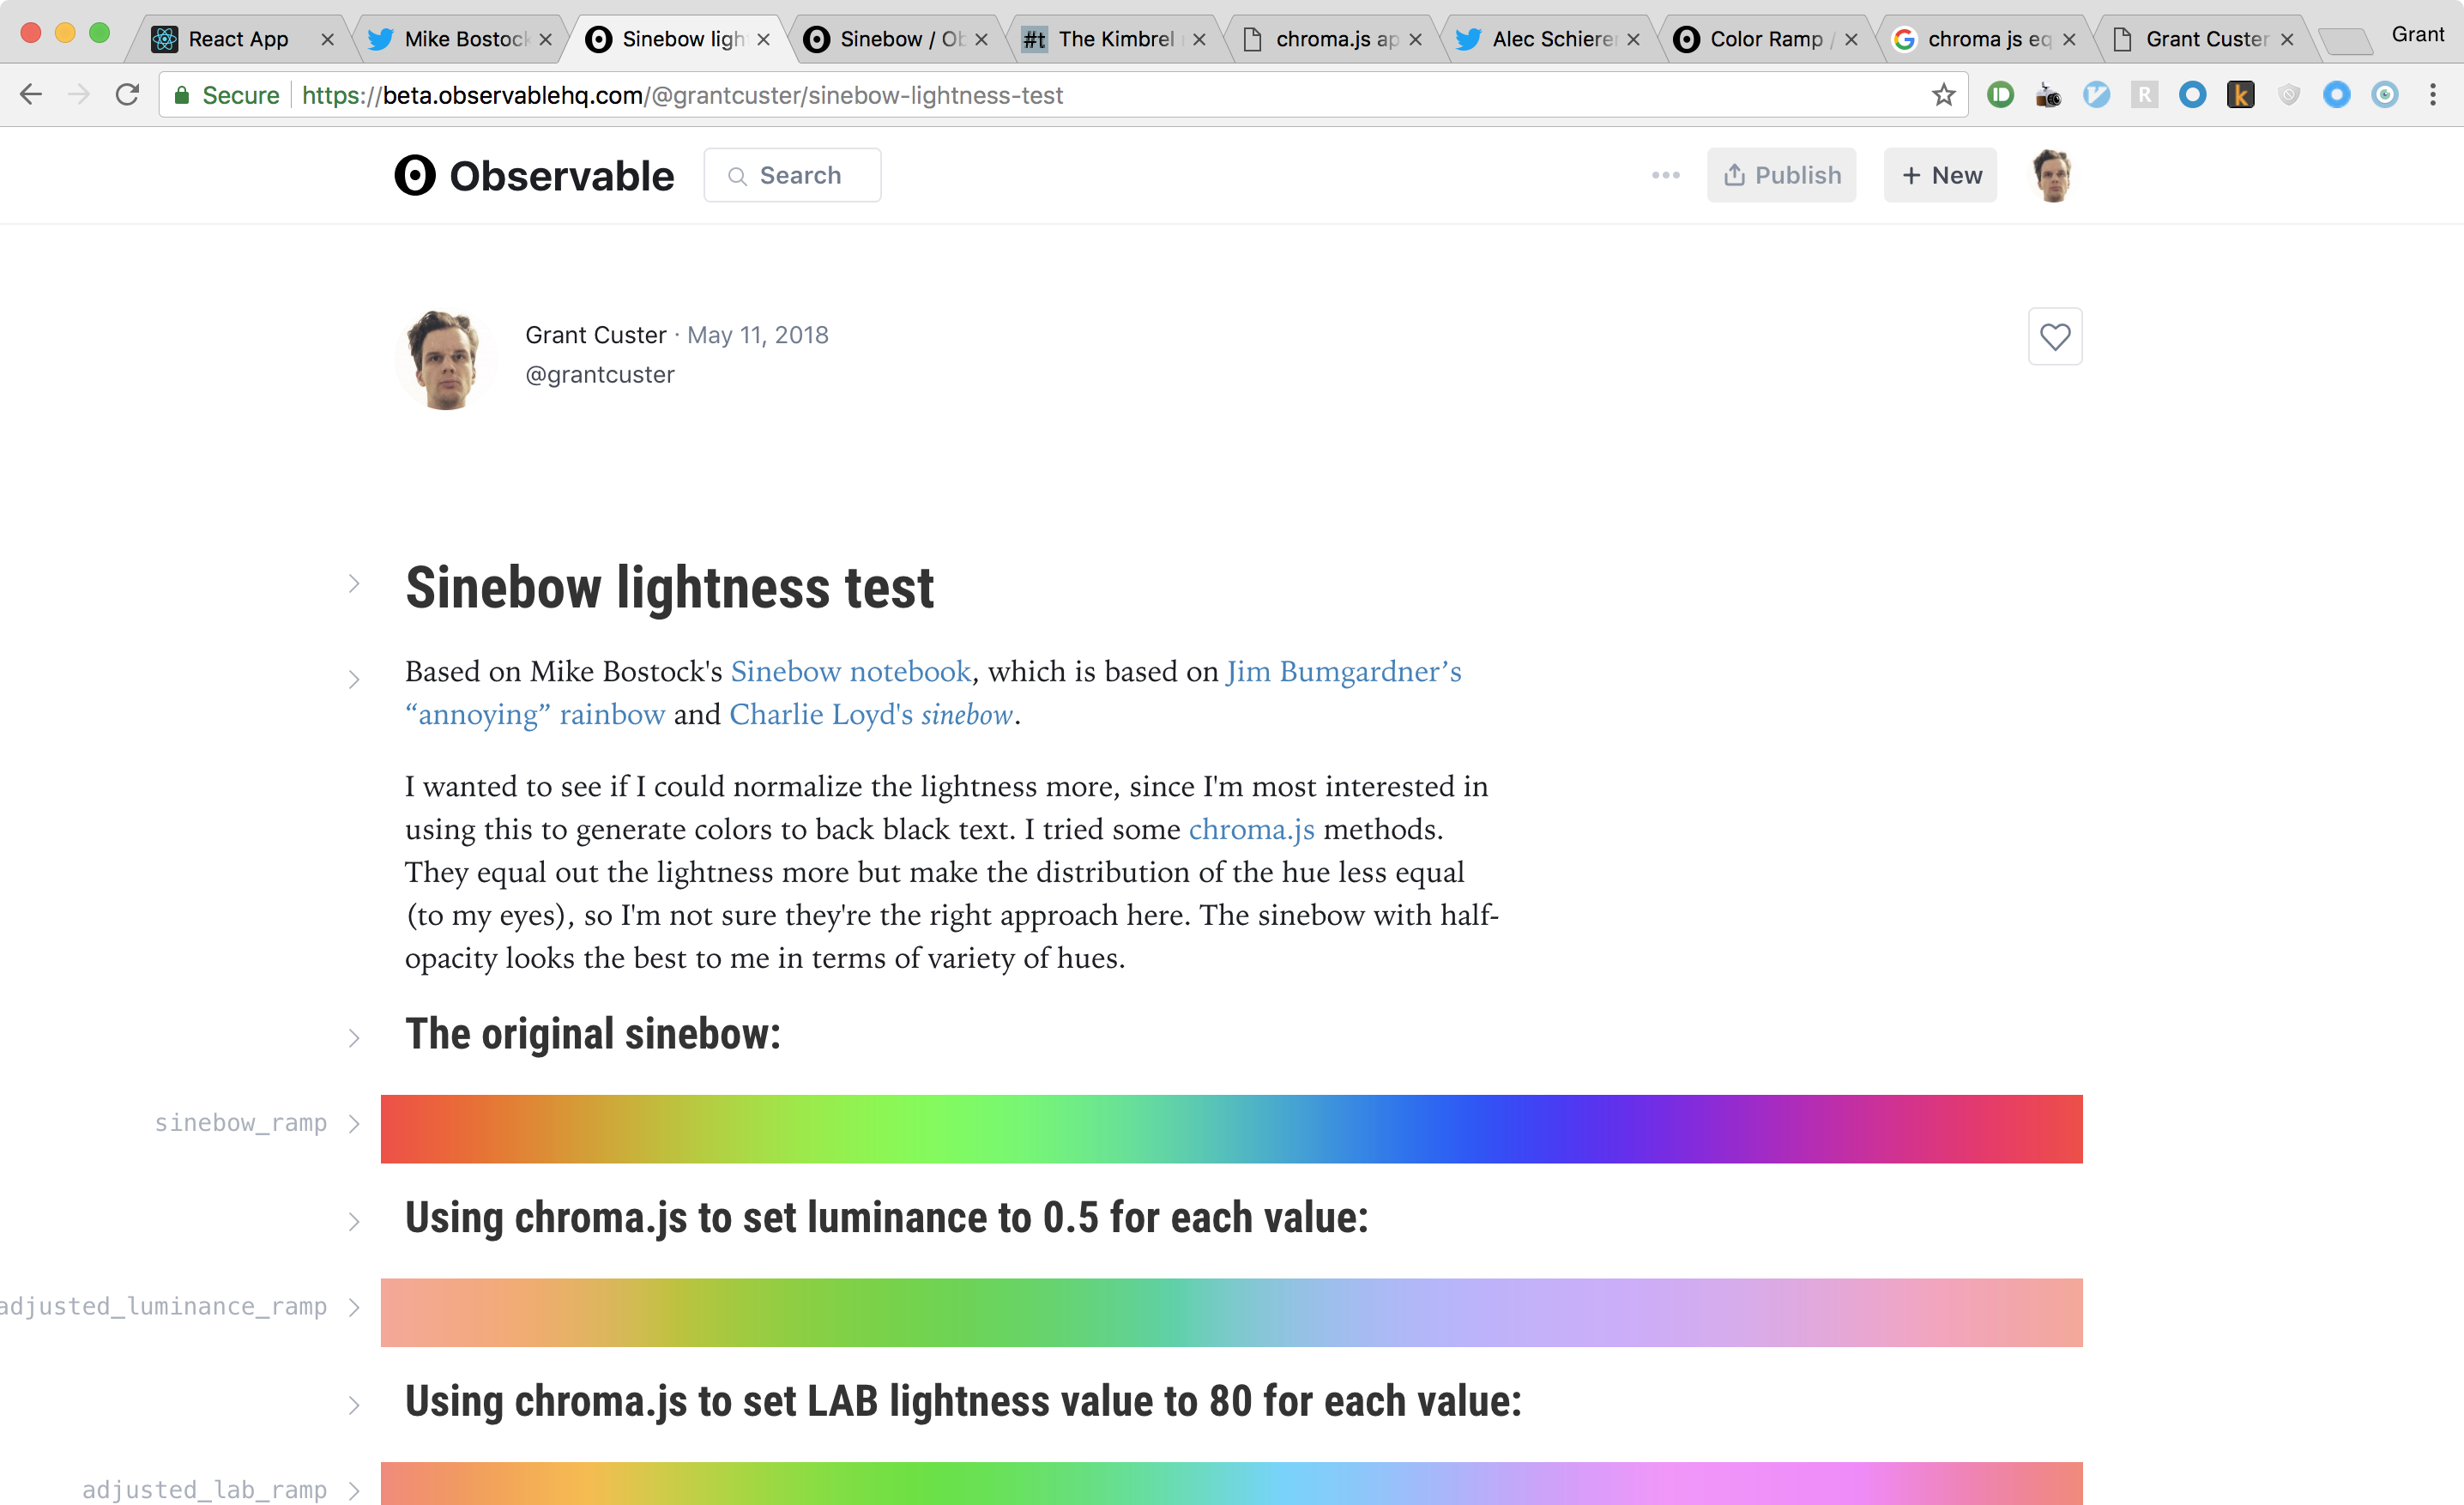 React App
Mike Bostock
Sinebow ligh
Sinebow / Ob
#t The Kimbrel
chroma.js ap
Alec Schierer
Color Ramp /
chroma js eq
Grant Custer
Grant
Secure https://beta.observablehq.com/@grantcuster/sinebow-lightness-test
Observable
Search
Publish
+ New
Grant Custer · May 11, 2018
@grantcuster
Sinebow lightness test
Based on Mike Bostock's Sinebow notebook, which is based on Jim Bumgardner’s
“annoying” rainbow and Charlie Loyd's sinebow.
I wanted to see if I could normalize the lightness more, since I'm most interested in
using this to generate colors to back black text. I tried some chroma.js methods.
They equal out the lightness more but make the distribution of the hue less equal
(to my eyes), so I'm not sure they're the right approach here. The sinebow with half-
opacity looks the best to me in terms of variety of hues.
The original sinebow:
sinebow_ramp
Using chroma.js to set luminance to 0.5 for each value:
adjusted_luminance_ramp
Using chroma.js to set LAB lightness value to 80 for each value:
adjusted_lab_ramp